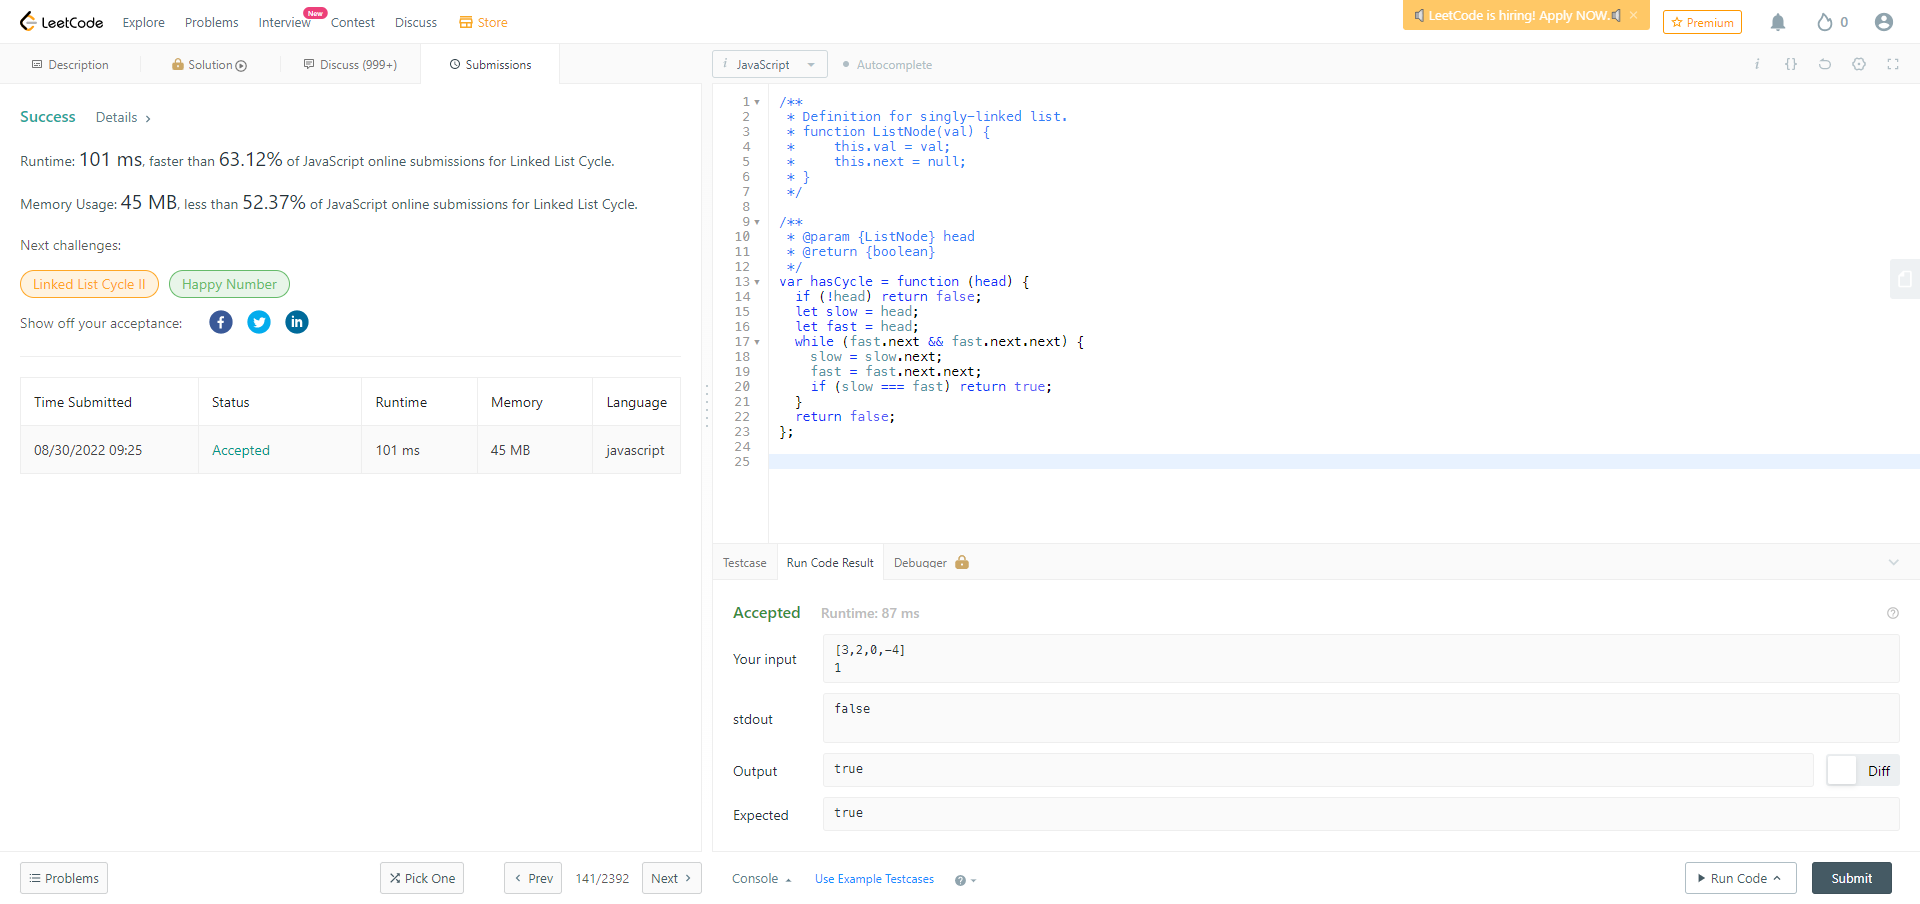 LeetCode Explore Problems Interview New Contest Discuss Store LeetCode is hiring! Apply NOW. × Premium 0
Description Solution Discuss (999+) Submissions
i JavaScript Autocomplete i {}
Success Details >
Runtime: 101 ms, faster than 63.12% of JavaScript online submissions for Linked List Cycle.
Memory Usage: 45 MB, less than 52.37% of JavaScript online submissions for Linked List Cycle.
Next challenges:
Linked List Cycle II Happy Number
Show off your acceptance:
Time Submitted Status Runtime Memory Language
08/30/2022 09:25 Accepted 101 ms 45 MB javascript
1 /**
2 * Definition for singly-linked list.
3 * function ListNode(val) {
4 *     this.val = val;
5 *     this.next = null;
6 * }
7 */
8
9 /**
10 * @param {ListNode} head
11 * @return {boolean}
12 */
13 var hasCycle = function (head) {
14   if (!head) return false;
15   let slow = head;
16   let fast = head;
17   while (fast.next && fast.next.next) {
18     slow = slow.next;
19     fast = fast.next.next;
20     if (slow === fast) return true;
21   }
22   return false;
23 };
24
25
Testcase Run Code Result Debugger
Accepted Runtime: 87 ms
Your input
[3,2,0,-4]
1
stdout
false
Output
true
Diff
Expected
true
Problems Pick One < Prev 141/2392 Next >
Console Use Example Testcases Run Code Submit